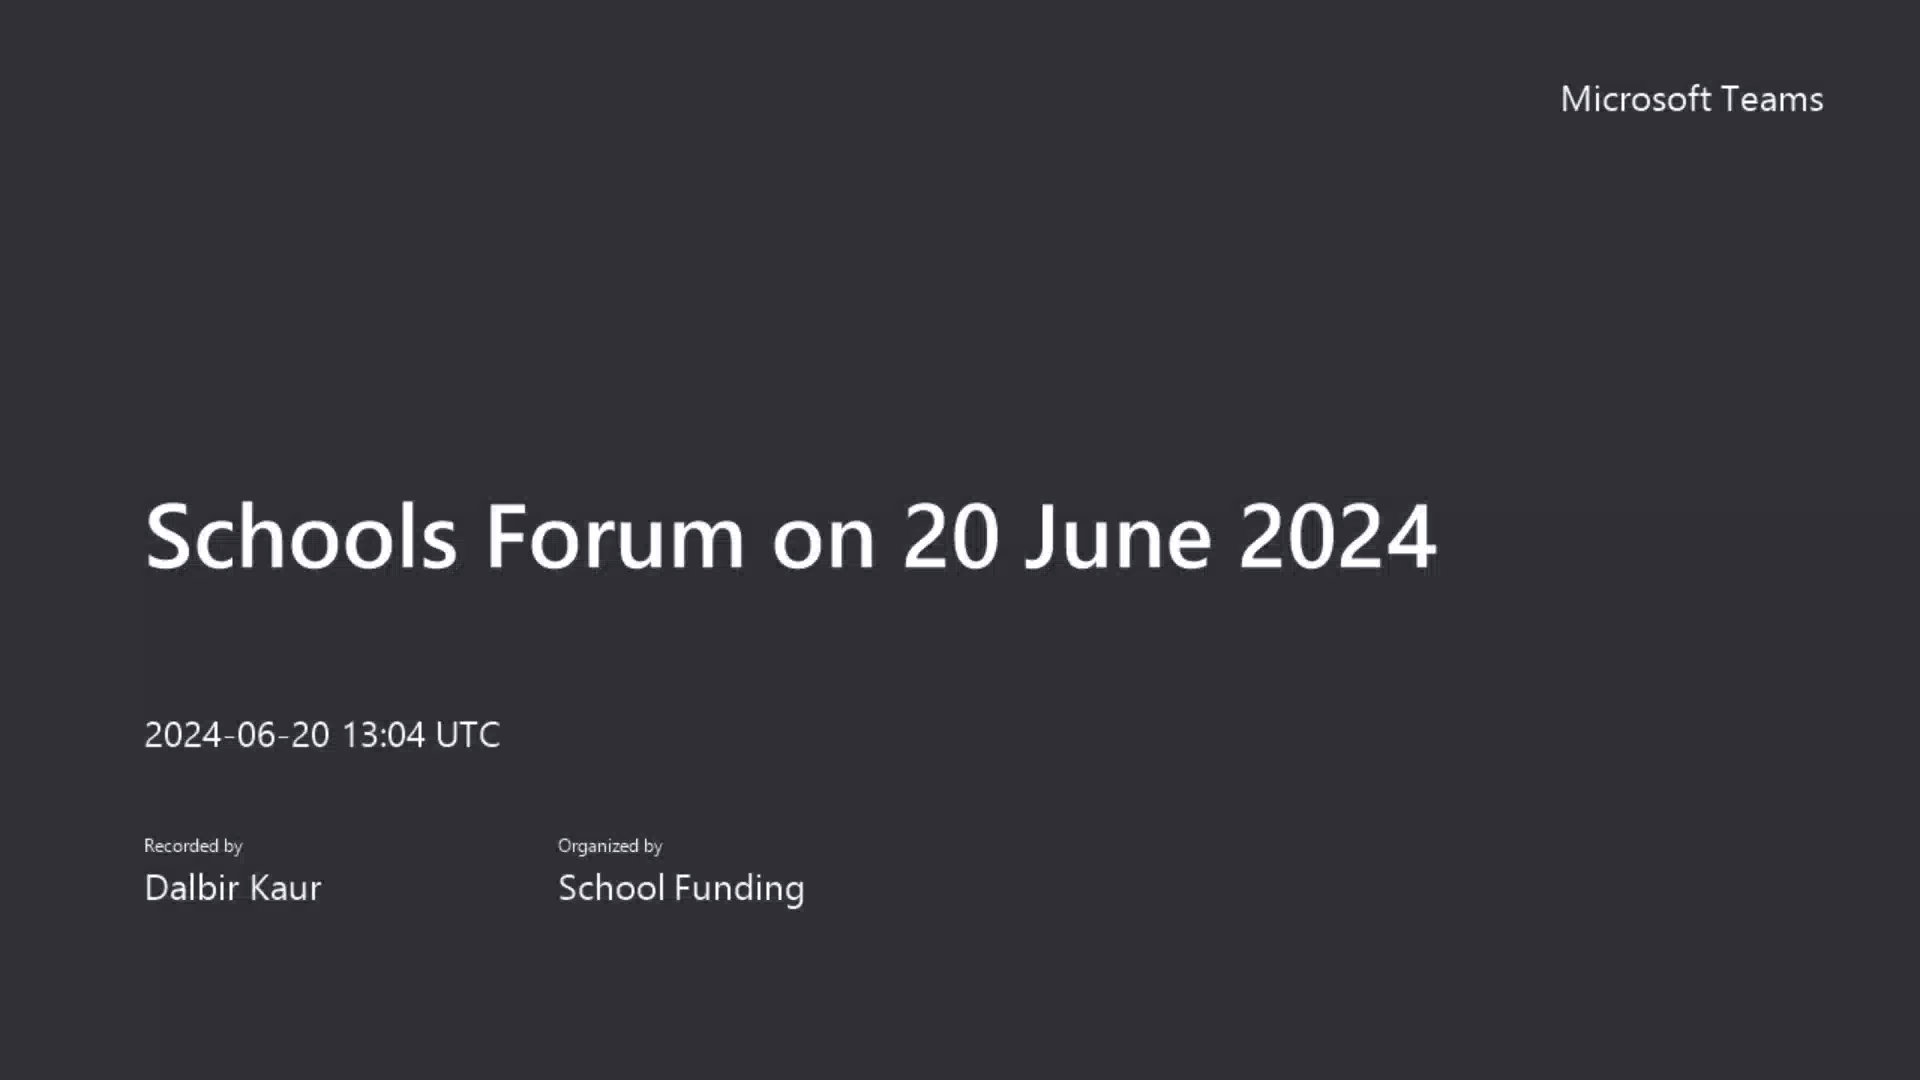 Microsoft Teams
Schools Forum on 20 June 2024
2024-06-20 13:04 UTC
Recorded by
Dalbir Kaur
Organized by
School Funding